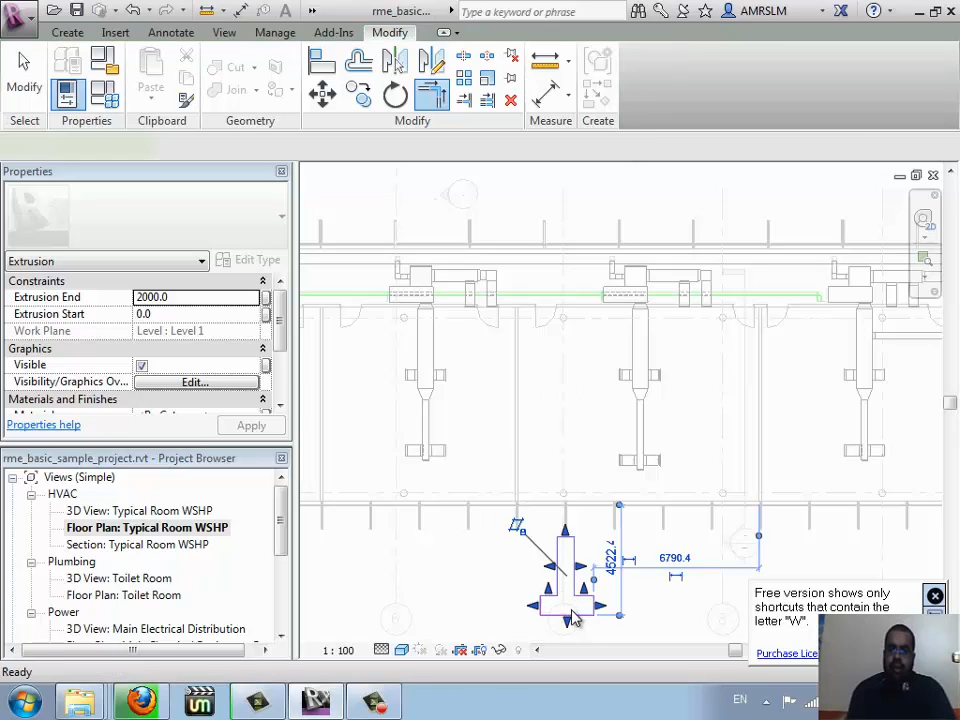 rme_basic...
Type a keyword or phrase
AMRSLM
Create
Insert
Annotate
View
Manage
Add-Ins
Modify
Modify
Paste
Cut
Join
Select
Properties
Clipboard
Geometry
Modify
Measure
Create
Properties
Extrusion
Edit Type
Constraints
Extrusion End
2000.0
Extrusion Start
0.0
Work Plane
Level : Level 1
Graphics
Visible
Visibility/Graphics Ov...
Edit...
Materials and Finishes
Properties help
Apply
rme_basic_sample_project.rvt - Project Browser
Views (Simple)
HVAC
3D View: Typical Room WSHP
Floor Plan: Typical Room WSHP
Section: Typical Room WSHP
Plumbing
3D View: Toilet Room
Floor Plan: Toilet Room
Power
3D View: Main Electrical Distribution
2D
4522.4
6790.4
Free version shows only
shortcuts that contain the
letter "W".
Purchase Lice
1 : 100
Ready
EN